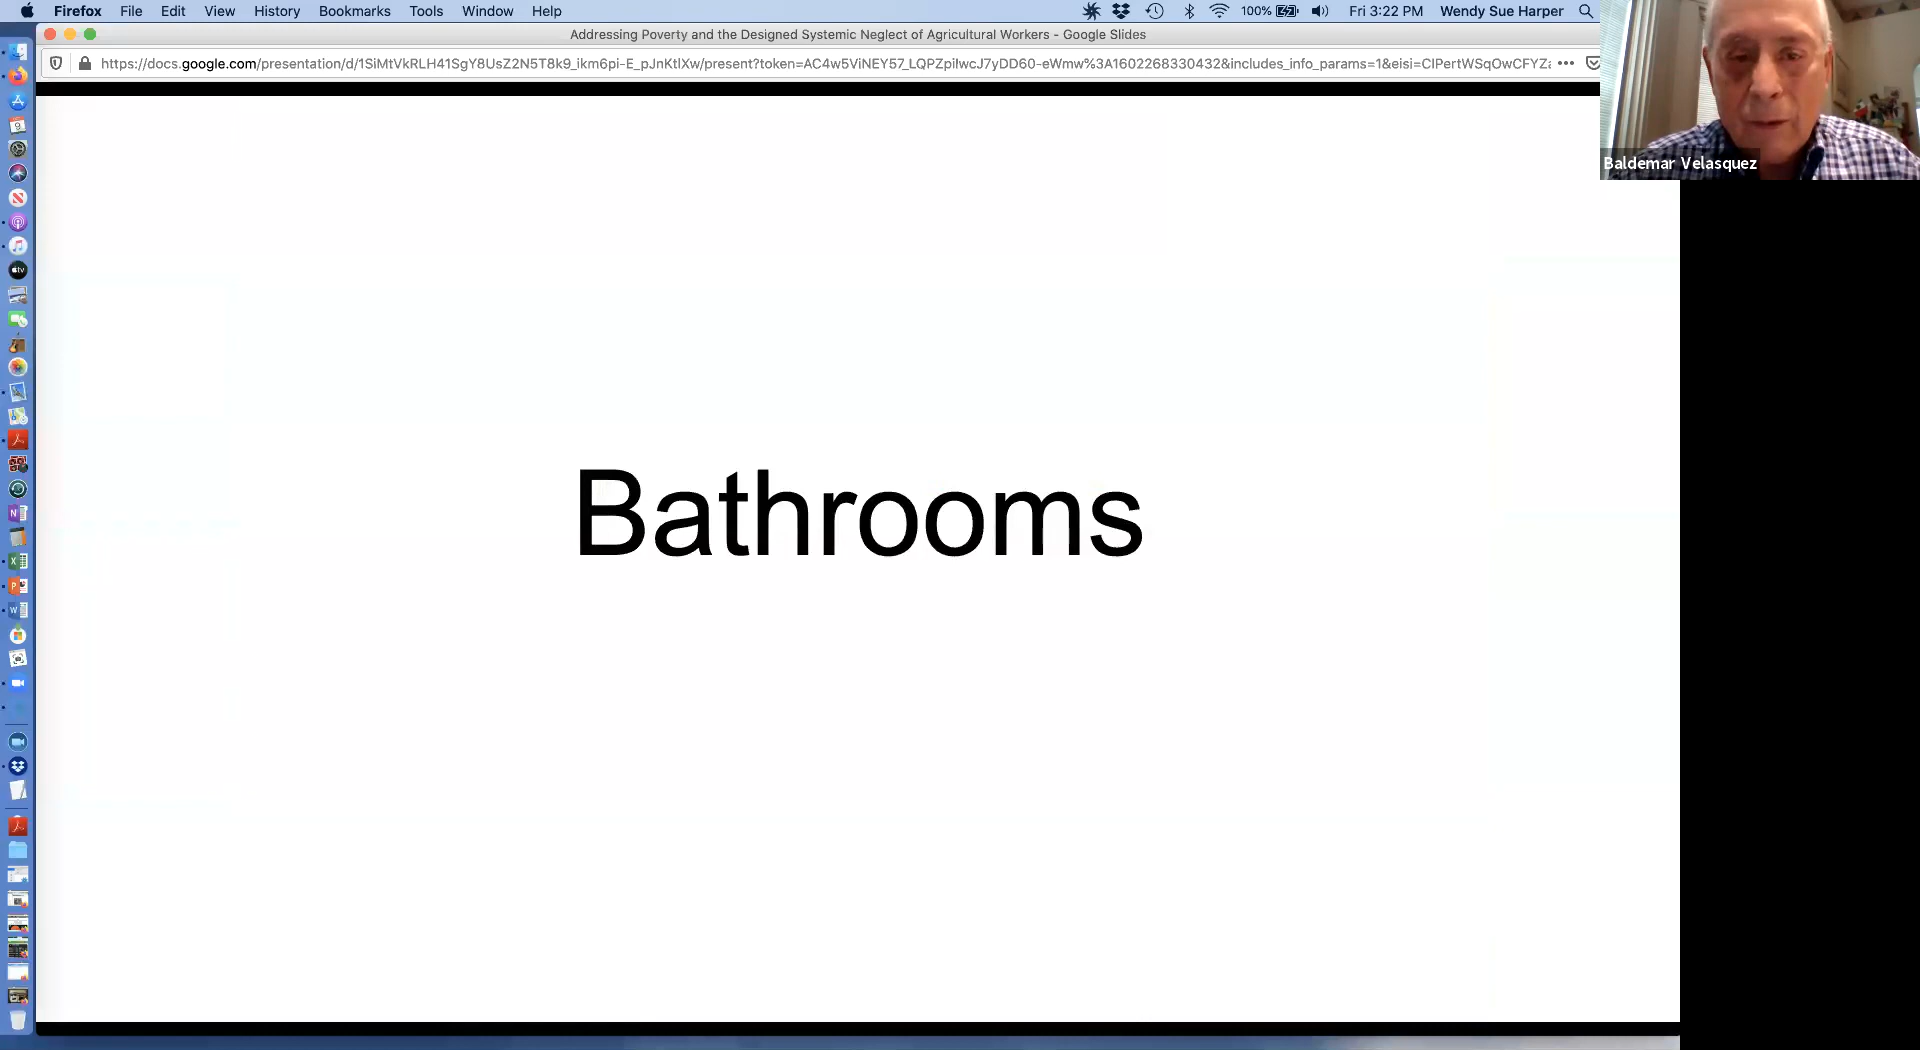 Firefox File Edit View History Bookmarks Tools Window Help 100% Fri 3:22 PM Wendy Sue Harper
Addressing Poverty and the Designed Systemic Neglect of Agricultural Workers - Google Slides
https://docs.google.com/presentation/d/1SiMtVkRLH41SgY8UsZ2N5T8k9_ikm6pi-E_pJnKtlXw/present?token=AC4w5ViNEY57_LQPZpiIwcJ7yDD60-eWmw%3A1602268330432&includes_info_params=1&eisi=CIPertWSqOwCFYZ
Baldemar Velasquez
Bathrooms